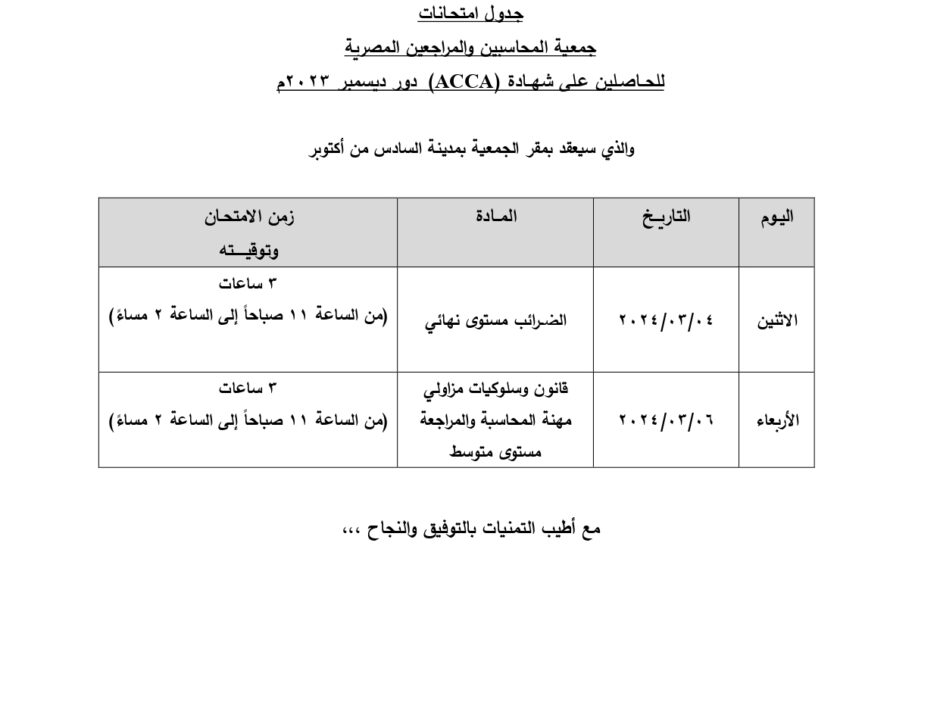 جدول امتحانات
جمعية المحاسبين والمراجعين المصرية
للحاصلين على شهادة (ACCA) دور ديسمبر ٢٠٢٣م
والذي سيعقد بمقر الجمعية بمدينة السادس من أكتوبر
اليوم التاريخ المادة زمن الامتحان
وتوقيته
الاثنين ٢٠٢٤/٠٣/٠٤ الضرائب مستوى نهائي ٣ ساعات
(من الساعة ١١ صباحاً إلى الساعة ٢ مساءً)
الأربعاء ٢٠٢٤/٠٣/٠٦ قانون وسلوكيات مزاولي ٣ ساعات
مهنة المحاسبة والمراجعة (من الساعة ١١ صباحاً إلى الساعة ٢ مساءً)
مستوى متوسط
مع أطيب التمنيات بالتوفيق والنجاح ،،،